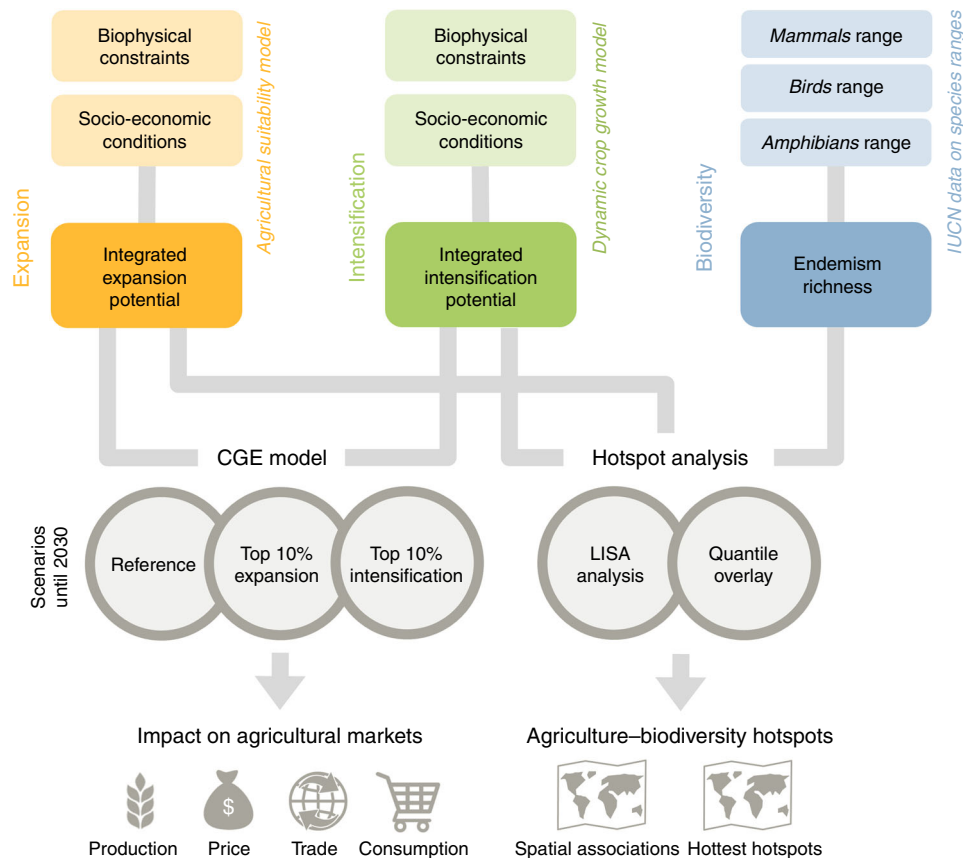 Expansion
Biophysical
constraints
Socio-economic
conditions
Agricultural suitability model
Integrated
expansion
potential
Intensification
Biophysical
constraints
Socio-economic
conditions
Dynamic crop growth model
Integrated
intensification
potential
Biodiversity
Mammals range
Birds range
Amphibians range
IUCN data on species ranges
Endemism
richness
CGE model
Hotspot analysis
Scenarios
until 2030
Reference
Top 10%
expansion
Top 10%
intensification
LISA
analysis
Quantile
overlay
Impact on agricultural markets
Agriculture–biodiversity hotspots
$
Production
Price
Trade
Consumption
Spatial associations
Hottest hotspots